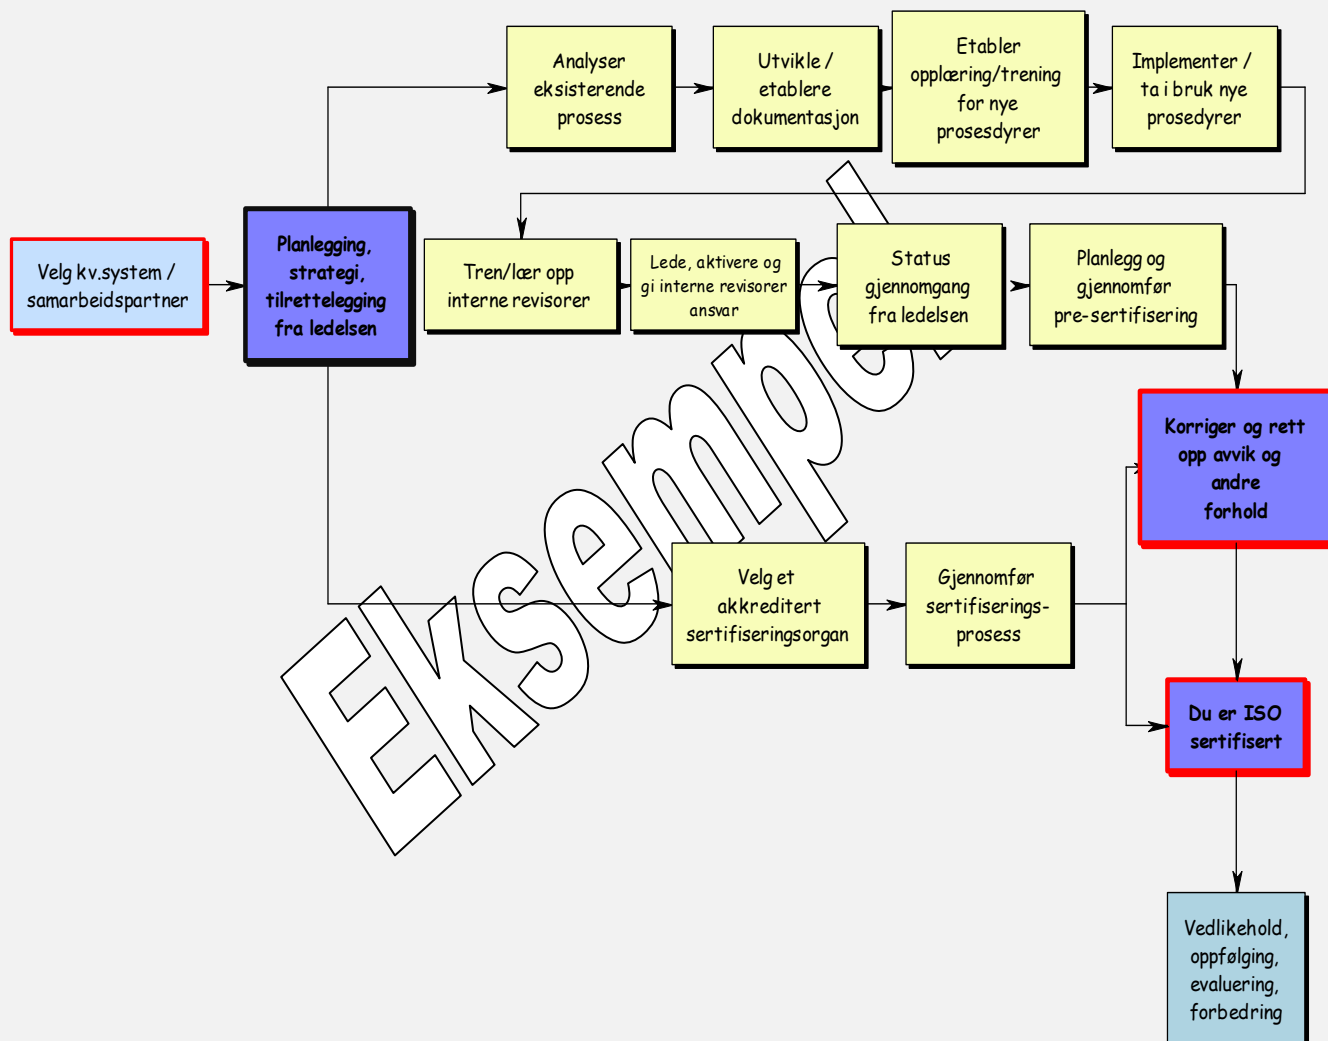 Analyser
eksisterende
prosess
Utvikle /
etablere
dokumentasjon
Etabler
opplæring/trening
for nye
prosesdyrer
Implementer /
ta i bruk nye
prosedyrer
Velg kv.system /
samarbeidspartner
Planlegging,
strategi,
tilrettelegging
fra ledelsen
Tren/lær opp
interne revisorer
Lede, aktivere og
gi interne revisorer
ansvar
Status
gjennomgang
fra ledelsen
Planlegg og
gjennomfør
pre-sertifisering
Korriger og rett
opp avvik og
andre
forhold
Velg et
akkreditert
sertifiseringsorgan
Gjennomfør
sertifiserings-
prosess
Du er ISO
sertifisert
Vedlikehold,
oppfølging,
evaluering,
forbedring
Eksempel